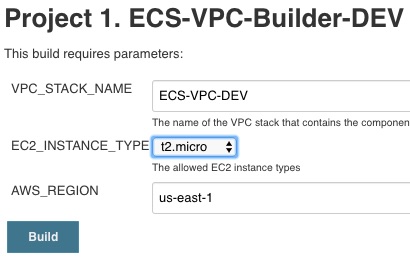 Project 1. ECS-VPC-Builder-DEV
This build requires parameters:
VPC_STACK_NAME
ECS-VPC-DEV
The name of the VPC stack that contains the componen
EC2_INSTANCE_TYPE
t2.micro
The allowed EC2 instance types
AWS_REGION
us-east-1
Build